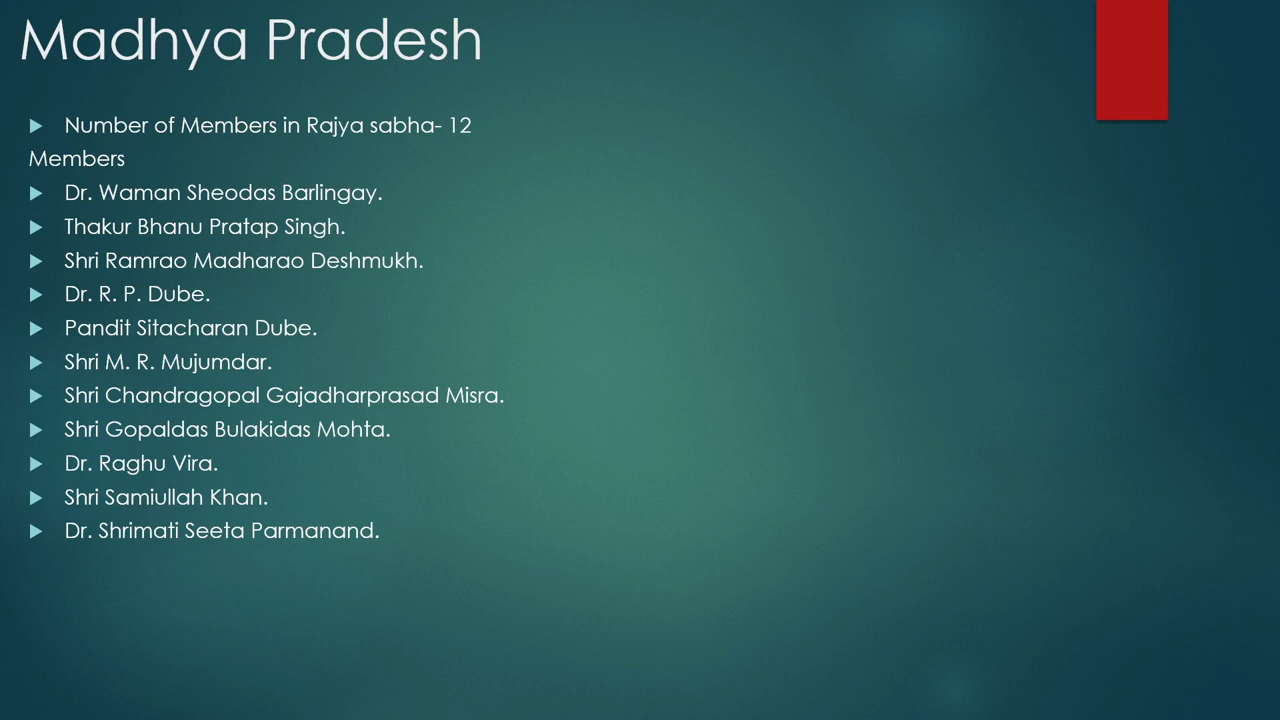 Madhya Pradesh
Number of Members in Rajya sabha- 12
Members
Dr. Waman Sheodas Barlingay.
Thakur Bhanu Pratap Singh.
Shri Ramrao Madharao Deshmukh.
Dr. R. P. Dube.
Pandit Sitacharan Dube.
Shri M. R. Mujumdar.
Shri Chandragopal Gajadharprasad Misra.
Shri Gopaldas Bulakidas Mohta.
Dr. Raghu Vira.
Shri Samiullah Khan.
Dr. Shrimati Seeta Parmanand.